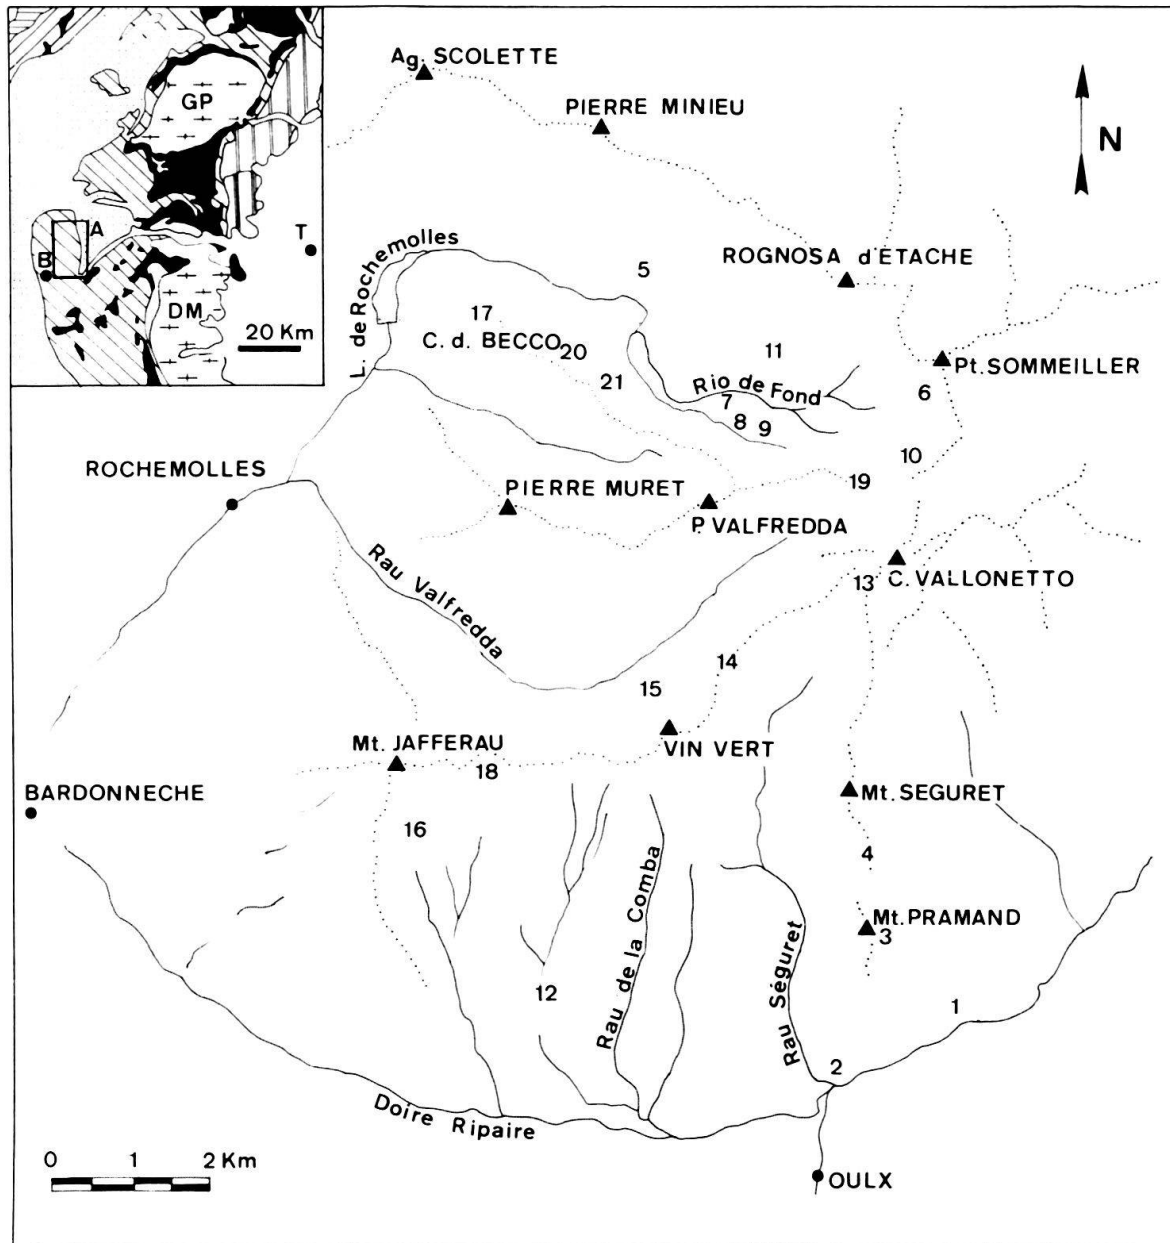 Ag. SCOLETTE
PIERRE MINIEU
N
GP
A
T
B
DM
20 Km
L. de Rochemolles
5
ROGNOSA d'ETACHE
17
C. d. BECCO
20
21
11
Pt. SOMMEILLER
6
Rio de Fond
7
8
9
10
ROCHEMOLLES
PIERRE MURET
19
P. VALFREDDA
Rau Valfredda
C. VALLONETTO
13
14
15
Mt. JAFFERAU
VIN VERT
18
BARDONNECHE
Mt. SEGURET
16
4
Rau de la Comba
Mt. PRAMAND
3
Rau Séguret
12
1
2
Doire Ripaire
0 1 2 Km
OULX